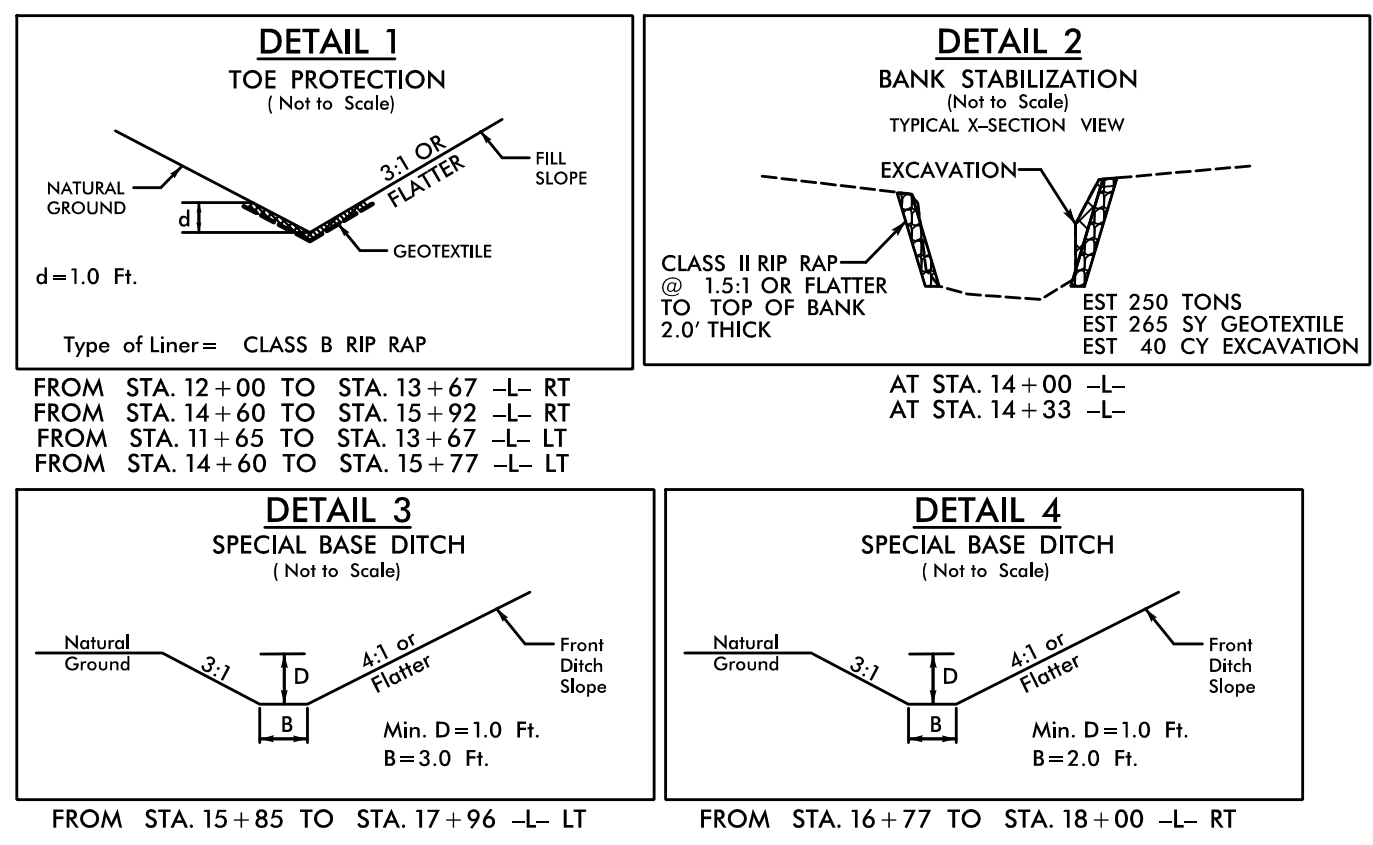 DETAIL 1
TOE PROTECTION
( Not to Scale)
NATURAL
GROUND
d
3:1 OR
FLATTER
FILL
SLOPE
GEOTEXTILE
d=1.0 Ft.
Type of Liner= CLASS B RIP RAP
FROM STA. 12+00 TO STA. 13+67 –L– RT
FROM STA. 14+60 TO STA. 15+92 –L– RT
FROM STA. 11+65 TO STA. 13+67 –L– LT
FROM STA. 14+60 TO STA. 15+77 –L– LT
DETAIL 2
BANK STABILIZATION
(Not to Scale)
TYPICAL X–SECTION VIEW
EXCAVATION
CLASS II RIP RAP
@ 1.5:1 OR FLATTER
TO TOP OF BANK
2.0' THICK
EST 250 TONS
EST 265 SY GEOTEXTILE
EST 40 CY EXCAVATION
AT STA. 14+00 –L–
AT STA. 14+33 –L–
DETAIL 3
SPECIAL BASE DITCH
( Not to Scale)
Natural
Ground
3:1
D
B
4:1 or
Flatter
Front
Ditch
Slope
Min. D=1.0 Ft.
B=3.0 Ft.
FROM STA. 15+85 TO STA. 17+96 –L– LT
DETAIL 4
SPECIAL BASE DITCH
( Not to Scale)
Natural
Ground
3:1
D
B
4:1 or
Flatter
Front
Ditch
Slope
Min. D=1.0 Ft.
B=2.0 Ft.
FROM STA. 16+77 TO STA. 18+00 –L– RT